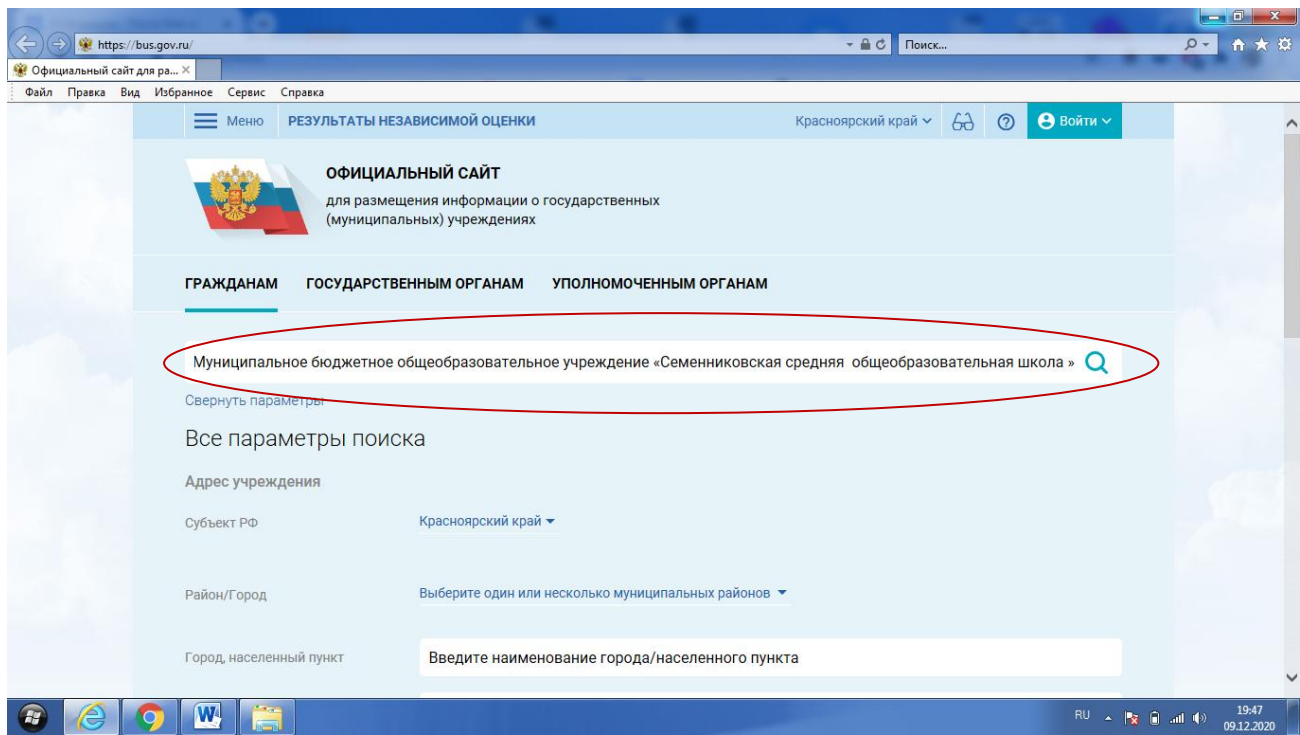 https://bus.gov.ru/
Поиск...
Официальный сайт для ра...
Файл Правка Вид Избранное Сервис Справка
Меню РЕЗУЛЬТАТЫ НЕЗАВИСИМОЙ ОЦЕНКИ Красноярский край Войти
ОФИЦИАЛЬНЫЙ САЙТ
для размещения информации о государственных
(муниципальных) учреждениях
ГРАЖДАНАМ ГОСУДАРСТВЕННЫМ ОРГАНАМ УПОЛНОМОЧЕННЫМ ОРГАНАМ
Муниципальное бюджетное общеобразовательное учреждение «Семенниковская средняя общеобразовательная школа »
Свернуть параметры
Все параметры поиска
Адрес учреждения
Субъект РФ Красноярский край
Район/Город Выберите один или несколько муниципальных районов
Город, населенный пункт Введите наименование города/населенного пункта
RU 19:47
09.12.2020